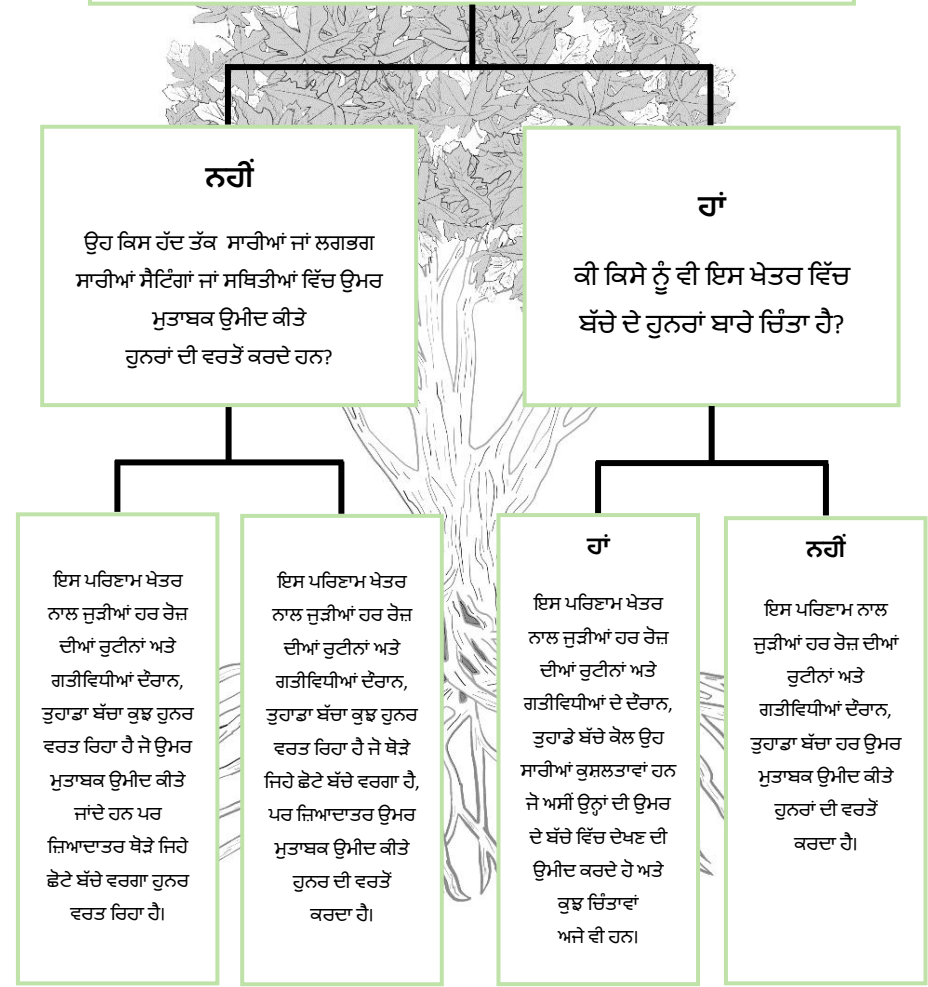 ਨਹੀਂ
ਉਹ ਕਿਸ ਹੱਦ ਤੱਕ ਸਾਰੀਆਂ ਜਾਂ ਲਗਭਗ
ਸਾਰੀਆਂ ਸੈਟਿੰਗਾਂ ਜਾਂ ਸਥਿਤੀਆਂ ਵਿੱਚ ਉਮਰ
ਮੁਤਾਬਕ ਉਮੀਦ ਕੀਤੇ
ਹੁਨਰਾਂ ਦੀ ਵਰਤੋਂ ਕਰਦੇ ਹਨ?
ਹਾਂ
ਕੀ ਕਿਸੇ ਨੂੰ ਵੀ ਇਸ ਖੇਤਰ ਵਿੱਚ
ਬੱਚੇ ਦੇ ਹੁਨਰਾਂ ਬਾਰੇ ਚਿੰਤਾ ਹੈ?
ਇਸ ਪਰਿਣਾਮ ਖੇਤਰ
ਨਾਲ ਜੁੜੀਆਂ ਹਰ ਰੋਜ਼
ਦੀਆਂ ਰੁਟੀਨਾਂ ਅਤੇ
ਗਤੀਵਿਧੀਆਂ ਦੌਰਾਨ,
ਤੁਹਾਡਾ ਬੱਚਾ ਕੁਝ ਹੁਨਰ
ਵਰਤ ਰਿਹਾ ਹੈ ਜੋ ਉਮਰ
ਮੁਤਾਬਕ ਉਮੀਦ ਕੀਤੇ
ਜਾਂਦੇ ਹਨ ਪਰ
ਜ਼ਿਆਦਾਤਰ ਥੋੜੇ ਜਿਹੇ
ਛੋਟੇ ਬੱਚੇ ਵਰਗਾ ਹੁਨਰ
ਵਰਤ ਰਿਹਾ ਹੈ।
ਇਸ ਪਰਿਣਾਮ ਖੇਤਰ
ਨਾਲ ਜੁੜੀਆਂ ਹਰ ਰੋਜ਼
ਦੀਆਂ ਰੁਟੀਨਾਂ ਅਤੇ
ਗਤੀਵਿਧੀਆਂ ਦੌਰਾਨ,
ਤੁਹਾਡਾ ਬੱਚਾ ਕੁਝ ਹੁਨਰ
ਵਰਤ ਰਿਹਾ ਹੈ ਜੋ ਥੋੜੇ
ਜਿਹੇ ਛੋਟੇ ਬੱਚੇ ਵਰਗਾ ਹੈ,
ਪਰ ਜ਼ਿਆਦਾਤਰ ਉਮਰ
ਮੁਤਾਬਕ ਉਮੀਦ ਕੀਤੇ
ਹੁਨਰ ਦੀ ਵਰਤੋਂ
ਕਰਦਾ ਹੈ।
ਹਾਂ
ਇਸ ਪਰਿਣਾਮ ਖੇਤਰ
ਨਾਲ ਜੁੜੀਆਂ ਹਰ ਰੋਜ਼
ਦੀਆਂ ਰੁਟੀਨਾਂ ਅਤੇ
ਗਤੀਵਿਧੀਆਂ ਦੇ ਦੌਰਾਨ,
ਤੁਹਾਡੇ ਬੱਚੇ ਕੋਲ ਉਹ
ਸਾਰੀਆਂ ਕੁਸ਼ਲਤਾਵਾਂ ਹਨ
ਜੋ ਅਸੀਂ ਉਨ੍ਹਾਂ ਦੀ ਉਮਰ
ਦੇ ਬੱਚੇ ਵਿੱਚ ਦੇਖਣ ਦੀ
ਉਮੀਦ ਕਰਦੇ ਹੋ ਅਤੇ
ਕੁਝ ਚਿੰਤਾਵਾਂ
ਅਜੇ ਵੀ ਹਨ।
ਨਹੀਂ
ਇਸ ਪਰਿਣਾਮ ਨਾਲ
ਜੁੜੀਆਂ ਹਰ ਰੋਜ਼ ਦੀਆਂ
ਰੁਟੀਨਾਂ ਅਤੇ
ਗਤੀਵਿਧੀਆਂ ਦੌਰਾਨ,
ਤੁਹਾਡਾ ਬੱਚਾ ਹਰ ਉਮਰ
ਮੁਤਾਬਕ ਉਮੀਦ ਕੀਤੇ
ਹੁਨਰਾਂ ਦੀ ਵਰਤੋਂ
ਕਰਦਾ ਹੈ।